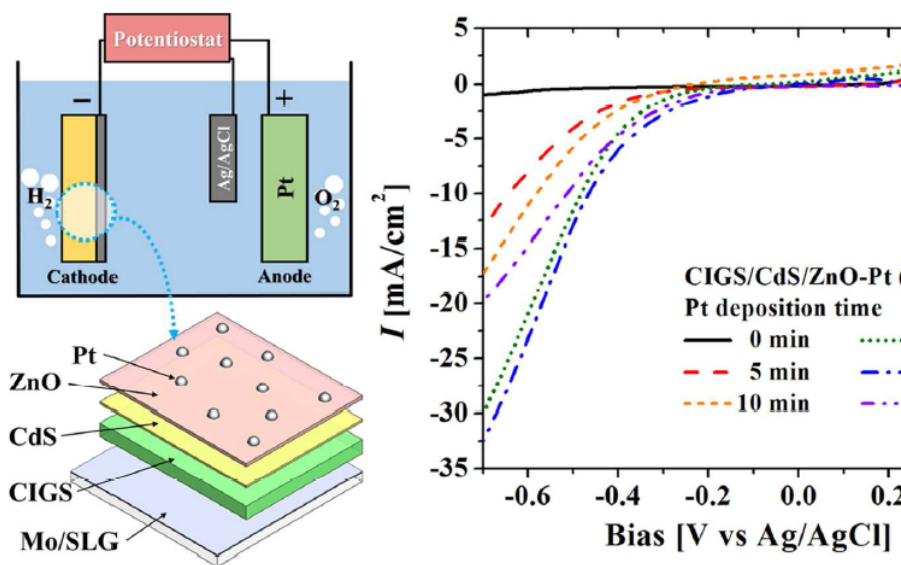 Potentiostat
−
+
Ag/AgCl
Pt
H2
O2
Cathode
Anode
Pt
ZnO
CdS
CIGS
Mo/SLG
I [mA/cm²]
5
0
-5
-10
-15
-20
-25
-30
-35
CIGS/CdS/ZnO-Pt (
Pt deposition time
0 min
5 min
10 min
-0.6
-0.4
-0.2
0.0
0.2
Bias [V vs Ag/AgCl]